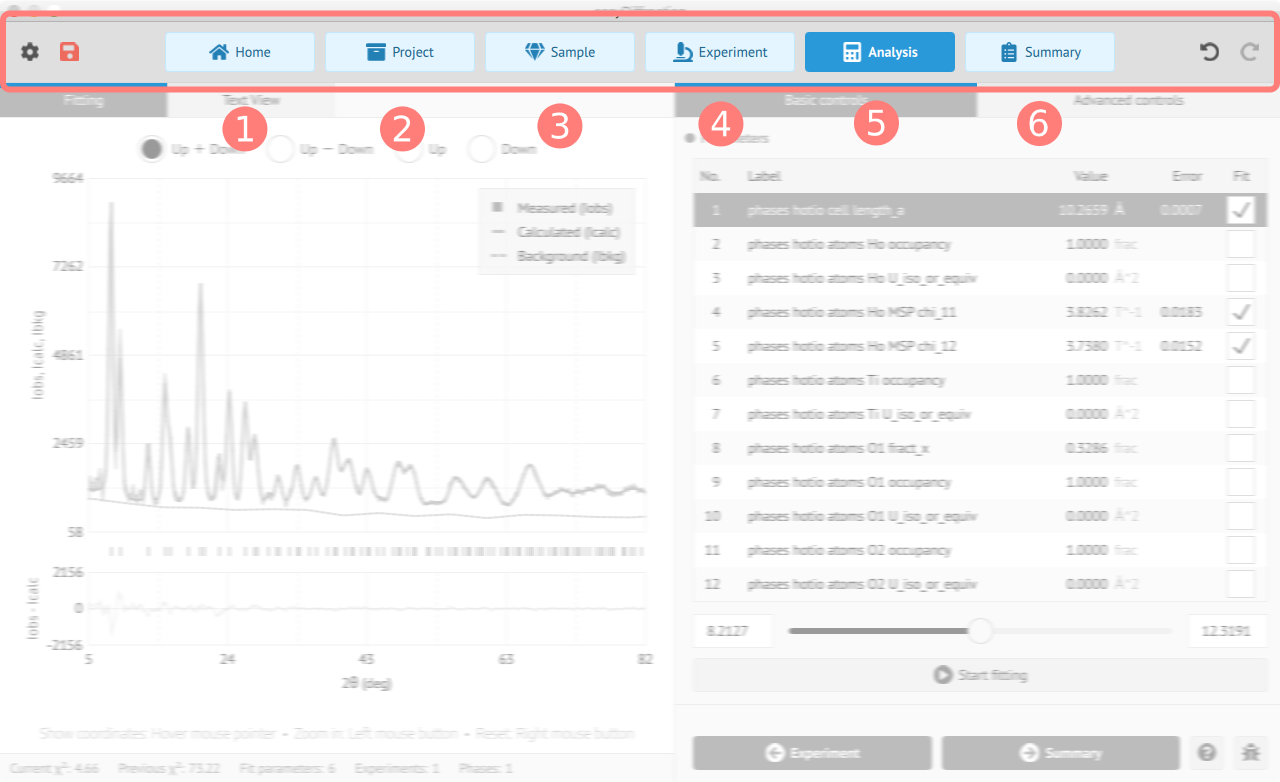 Home Project Sample Experiment Analysis Summary
Fitting Text View Basic controls Advanced controls
1 2 3 4 5 6
Up + Down Up − Down Up Down
No. Label Value Error Fit
1 phases hotio cell length_a 10.2659 Å 0.0007
2 phases hotio atoms Ho occupancy 1.0000 frac
3 phases hotio atoms Ho U_iso_or_equiv 0.0000 Å^2
4 phases hotio atoms Ho MSP chi_11 3.8262 T^-1 0.0183
5 phases hotio atoms Ho MSP chi_12 3.7380 T^-1 0.0152
6 phases hotio atoms Ti occupancy 1.0000 frac
7 phases hotio atoms Ti U_iso_or_equiv 0.0000 Å^2
8 phases hotio atoms O1 fract_x 0.3286 frac
9 phases hotio atoms O1 occupancy 1.0000 frac
10 phases hotio atoms O1 U_iso_or_equiv 0.0000 Å^2
11 phases hotio atoms O2 occupancy 1.0000 frac
12 phases hotio atoms O2 U_iso_or_equiv 0.0000 Å^2
8.2127 12.3191
Start fitting
Experiment Summary
Measured (Iobs)
Calculated (Icalc)
Background (Ibkg)
Iobs, Icalc, Ibkg
9664
7262
4861
2459
58
Iobs - Icalc
2156
0
-2156
5 24 43 63 82
2θ (deg)
Show coordinates: Hover mouse pointer • Zoom in: Left mouse button • Reset: Right mouse button
Current χ²: 4.66 Previous χ²: 73.22 Fit parameters: 6 Experiments: 1 Phases: 1